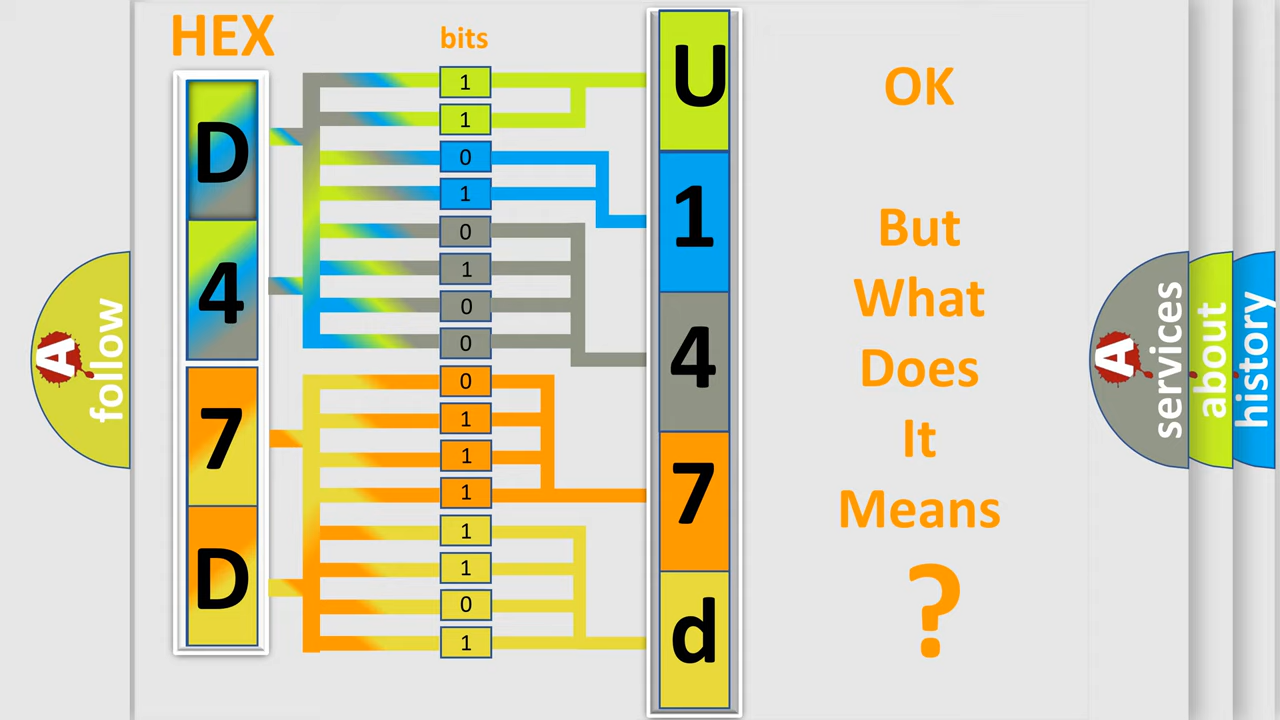 HEX
bits
D
4
7
D
1
1
0
1
0
1
0
0
0
1
1
1
1
1
0
1
U
1
4
7
d
OK
But
What
Does
It
Means
?
A
follow
A
services
about
history